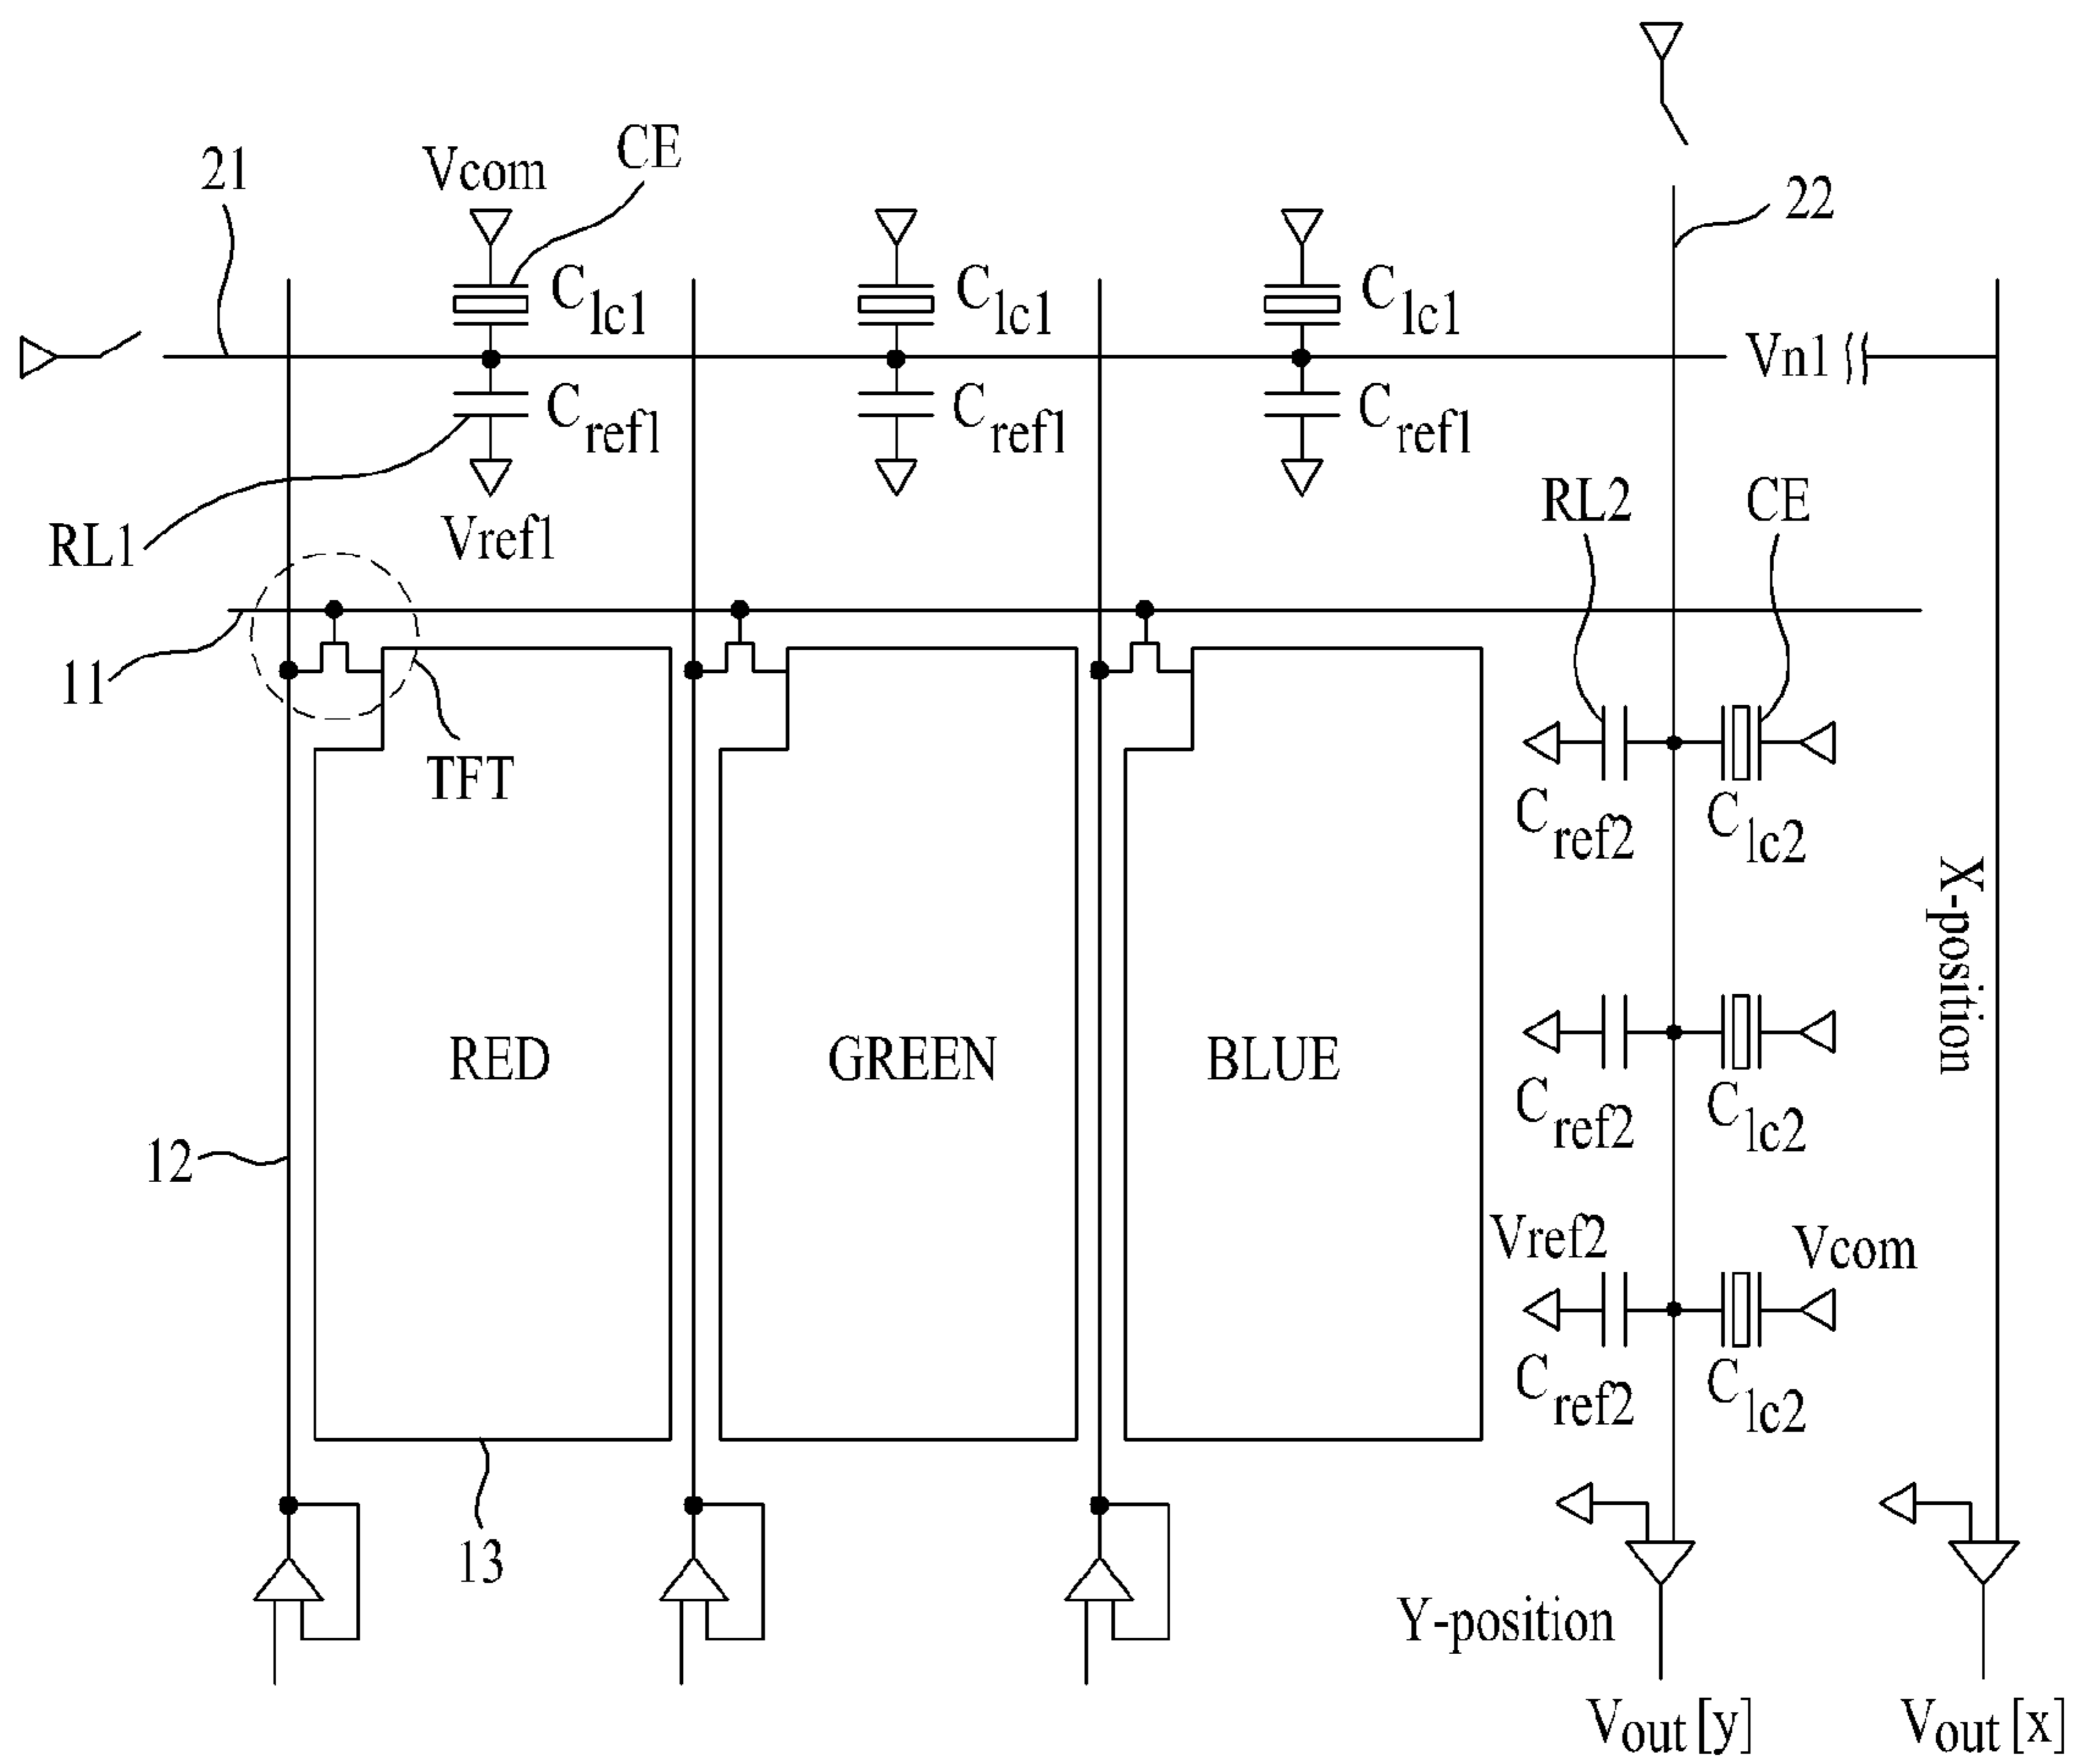 CE
21
Vcom
22
Clc1
Clc1
Clc1
Vn1
Cref1
Cref1
Cref1
RL1
Vref1
RL2
CE
11
TFT
Cref2
Clc2
X-position
RED
GREEN
BLUE
Cref2
Clc2
12
Vref2
Vcom
Cref2
Clc2
13
Y-position
Vout[y]
Vout[x]